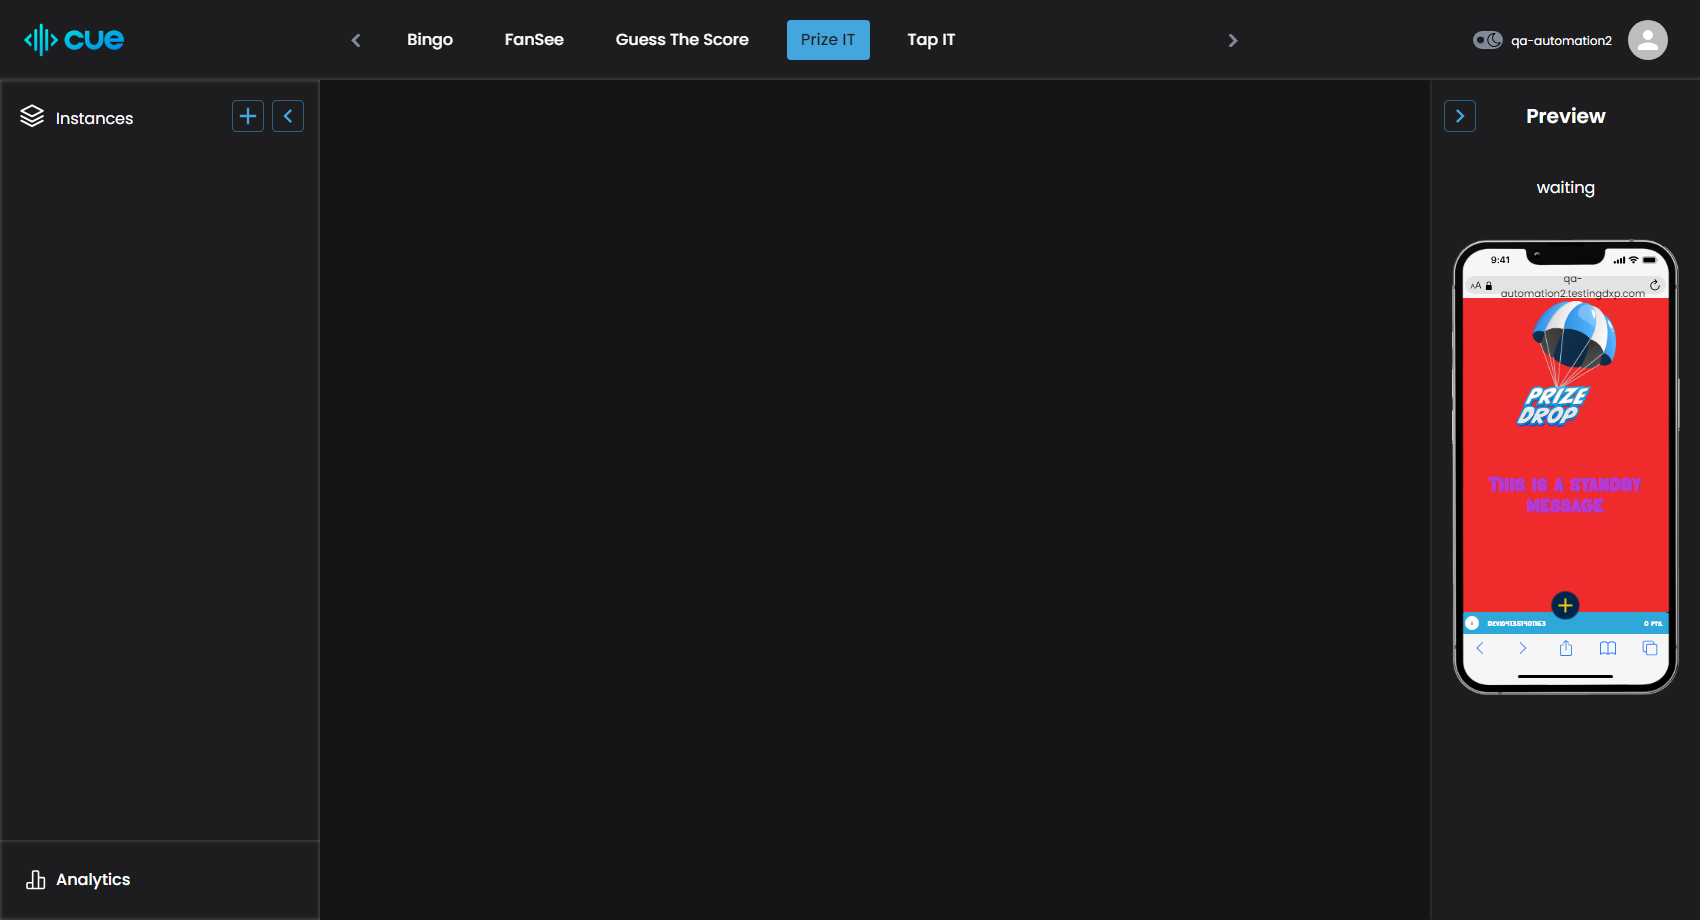 cue
Bingo
FanSee
Guess The Score
Prize IT
Tap IT
qa-automation2
Instances
Preview
waiting
9:41
AA
qa-
automation2.testingdxp.com
PRIZE
DROP
THIS IS A STANDBY
MESSAGE
0 PTS.
Analytics